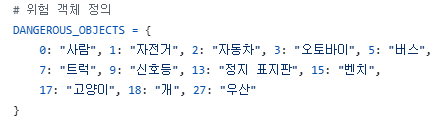 # 위험 객체 정의
DANGEROUS_OBJECTS = {
    0: "사람", 1: "자전거", 2: "자동차", 3: "오토바이", 5: "버스",
    7: "트럭", 9: "신호등", 13: "정지 표지판", 15: "벤치",
    17: "고양이", 18: "개", 27: "우산"
}